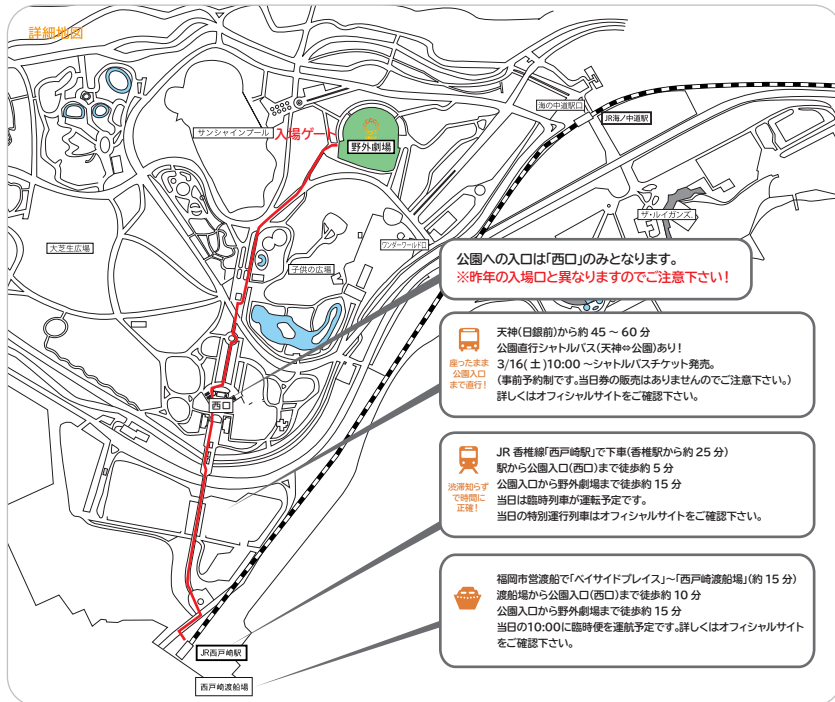 詳細地図
海の中道駅口
JR海ノ中道駅
サンシャインプール
入場ゲート
野外劇場
ザ・ルイガンズ.
大芝生広場
ワンダーワールド口
子供の広場
公園への入口は「西口」のみとなります。
※昨年の入場口と異なりますのでご注意下さい！
座ったまま
公園入口
まで直行！
天神(日銀前)から約 45 ～ 60 分
公園直行シャトルバス(天神⇔公園)あり！
3/16( 土 )10:00 ～シャトルバスチケット発売。
(事前予約制です。当日券の販売はありませんのでご注意下さい。)
詳しくはオフィシャルサイトをご確認下さい。
西口
渋滞知らず
で時間に
正確！
JR 香椎線「西戸崎駅」で下車(香椎駅から約 25 分)
駅から公園入口(西口)まで徒歩約 5 分
公園入口から野外劇場まで徒歩約 15 分
当日は臨時列車が運転予定です。
当日の特別運行列車はオフィシャルサイトをご確認下さい。
福岡市営渡船で「ベイサイドプレイス」～「西戸崎渡船場」(約 15 分)
渡船場から公園入口(西口)まで徒歩約 10 分
公園入口から野外劇場まで徒歩約 15 分
当日の10:00に臨時便を運航予定です。詳しくはオフィシャルサイト
をご確認下さい。
JR西戸崎駅
西戸崎渡船場